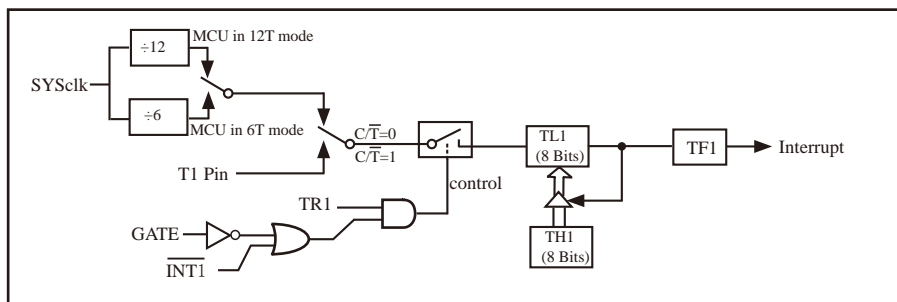 ÷12
MCU in 12T mode
SYSclk
÷6
MCU in 6T mode
C/T̅=0
C/T̅=1
T1 Pin
control
TL1
(8 Bits)
TF1
Interrupt
TR1
GATE
I̅N̅T̅1̅
TH1
(8 Bits)